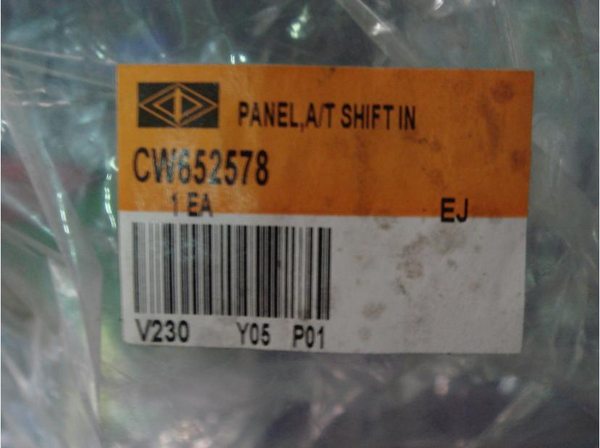 PANEL,A/T SHIFT IN
CW652578
1 EA
EJ
V230 Y05 P01